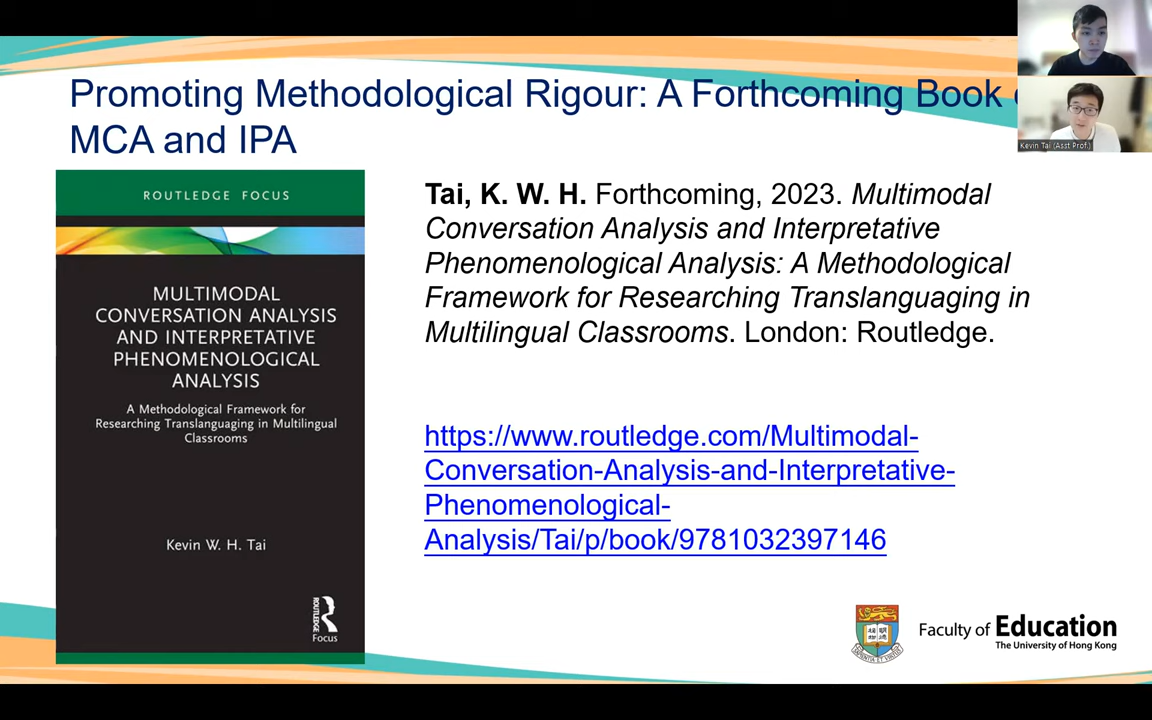 Promoting Methodological Rigour: A Forthcoming Book
MCA and IPA
Kevin Tai (Asst Prof.)
ROUTLEDGE FOCUS
MULTIMODAL
CONVERSATION ANALYSIS
AND INTERPRETATIVE
PHENOMENOLOGICAL
ANALYSIS
A Methodological Framework for
Researching Translanguaging in Multilingual
Classrooms
Kevin W. H. Tai
ROUTLEDGE
Focus
Tai, K. W. H. Forthcoming, 2023. Multimodal
Conversation Analysis and Interpretative
Phenomenological Analysis: A Methodological
Framework for Researching Translanguaging in
Multilingual Classrooms. London: Routledge.
https://www.routledge.com/Multimodal-
Conversation-Analysis-and-Interpretative-
Phenomenological-
Analysis/Tai/p/book/9781032397146
Faculty of Education
The University of Hong Kong